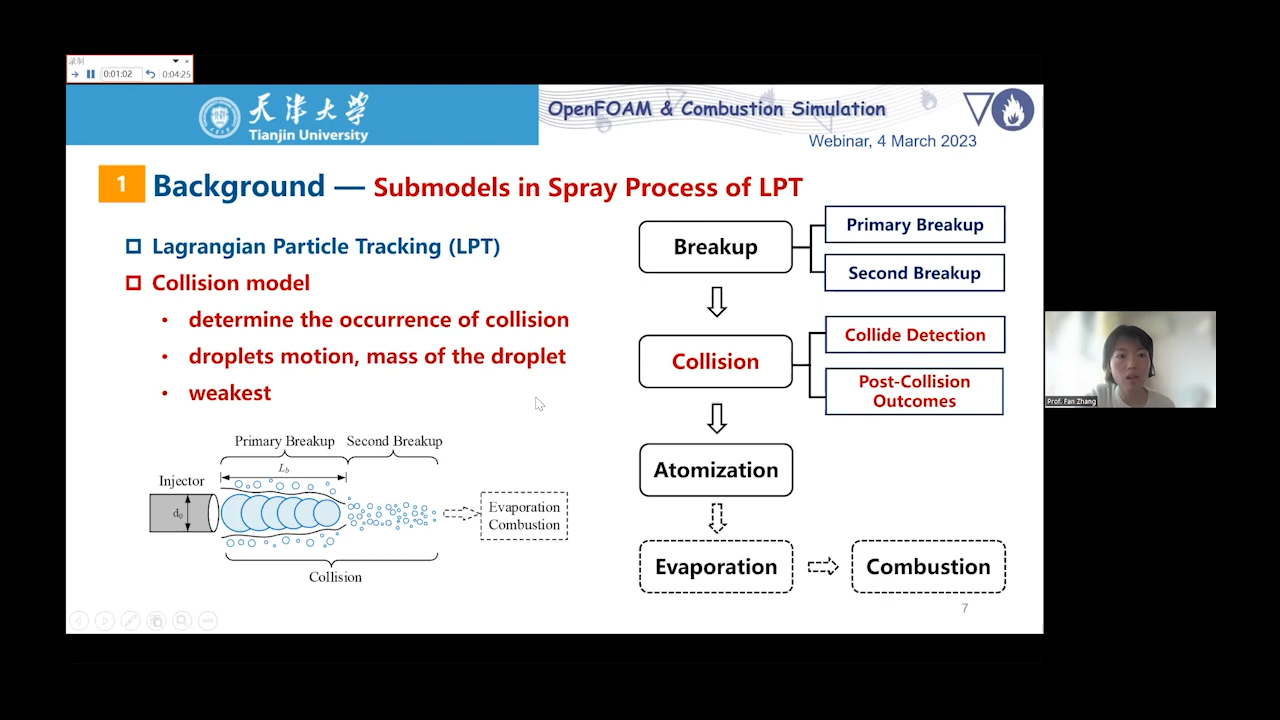 录制
0:01:02
0:04:25
天津大学
Tianjin University
OpenFOAM & Combustion Simulation
Webinar, 4 March 2023
1
Background — Submodels in Spray Process of LPT
Lagrangian Particle Tracking (LPT)
Collision model
• determine the occurrence of collision
• droplets motion, mass of the droplet
• weakest
Primary Breakup
Second Breakup
Injector
L_b
d_0
Evaporation
Combustion
Collision
Breakup
Primary Breakup
Second Breakup
Collision
Collide Detection
Post-Collision
Outcomes
Atomization
Evaporation
Combustion
7
Prof. Fan Zhang